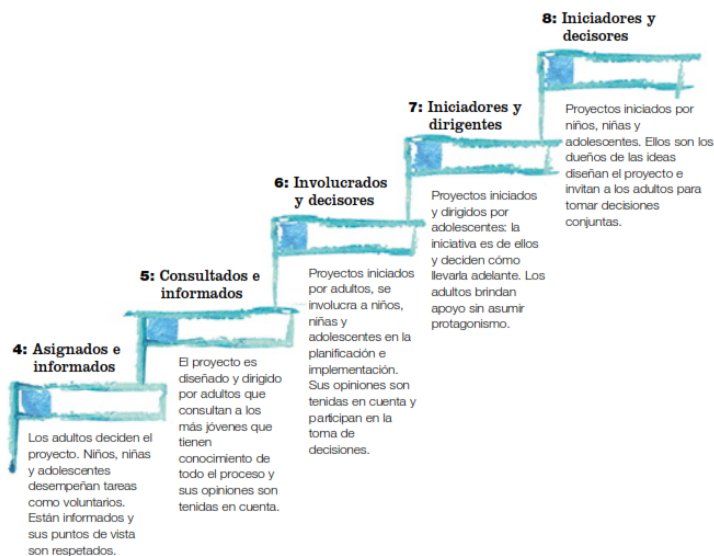 8: Iniciadores y
decisores
Proyectos iniciados por
niños, niñas y
adolescentes. Ellos son los
dueños de las ideas
diseñan el proyecto e
invitan a los adultos para
tomar decisiones
conjuntas.
7: Iniciadores y
dirigentes
Proyectos iniciados
y dirigidos por
adolescentes: la
iniciativa es de ellos
y deciden cómo
llevarla adelante. Los
adultos brindan
apoyo sin asumir
protagonismo.
6: Involucrados
y decisores
Proyectos iniciados
por adultos, se
involucra a niños,
niñas y
adolescentes en la
planificación e
implementación.
Sus opiniones son
tenidas en cuenta y
participan en la
toma de
decisiones.
5: Consultados e
informados
El proyecto es
diseñado y dirigido
por adultos que
consultan a los
más jóvenes que
tienen
conocimiento de
todo el proceso y
sus opiniones son
tenidas en cuenta.
4: Asignados e
informados
Los adultos deciden el
proyecto. Niños, niñas
y adolescentes
desempeñan tareas
como voluntarios.
Están informados y
sus puntos de vista
son respetados.